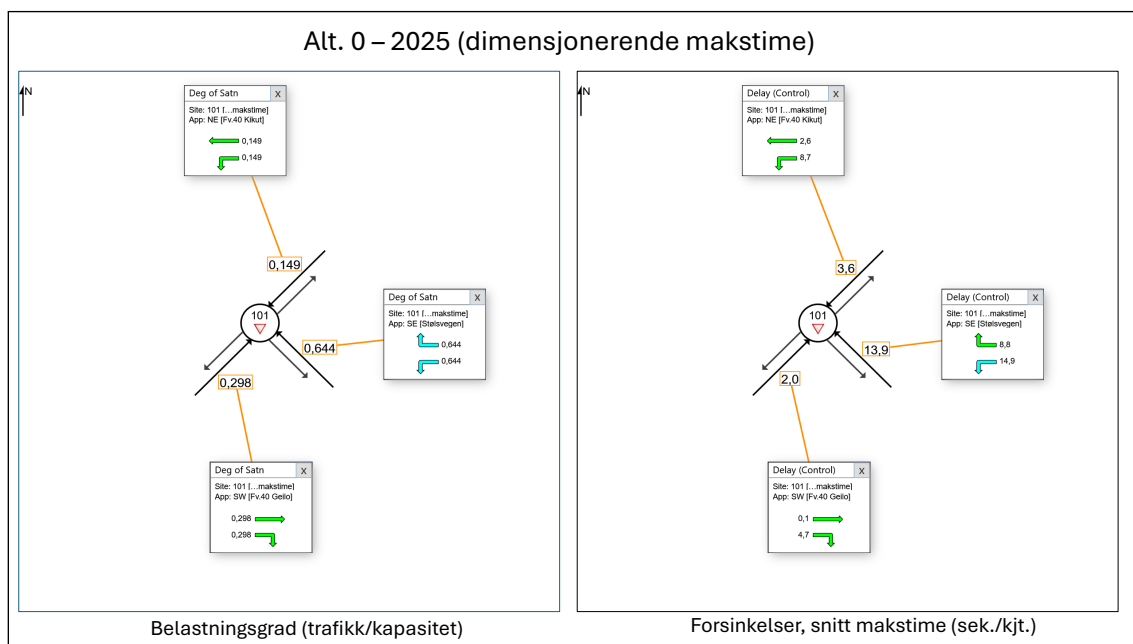 Alt. 0 – 2025 (dimensjonerende makstime)
N
Deg of Satn X
Site: 101 [...makstime]
App: NE [Fv.40 Kikut]
0,149
0,149
0,149
101
Deg of Satn X
Site: 101 [...makstime]
App: SE [Stølsvegen]
0,644
0,644
0,644
0,298
Deg of Satn X
Site: 101 [...makstime]
App: SW [Fv.40 Geilo]
0,298
0,298
Belastningsgrad (trafikk/kapasitet)
N
Delay (Control) X
Site: 101 [...makstime]
App: NE [Fv.40 Kikut]
2,6
8,7
3,6
101
Delay (Control) X
Site: 101 [...makstime]
App: SE [Stølsvegen]
8,8
14,9
13,9
2,0
Delay (Control) X
Site: 101 [...makstime]
App: SW [Fv.40 Geilo]
0,1
4,7
Forsinkelser, snitt makstime (sek./kjt.)